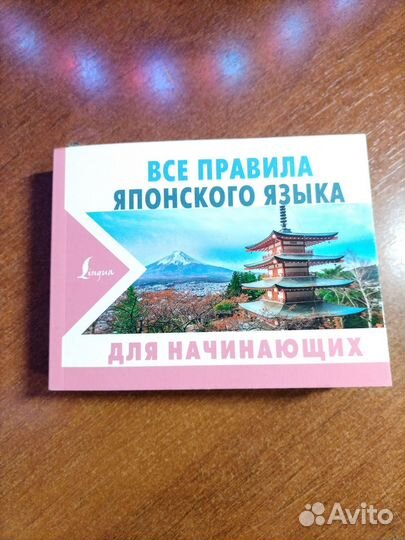 ВСЕ ПРАВИЛА
ЯПОНСКОГО ЯЗЫКА
Lingua
ДЛЯ НАЧИНАЮЩИХ
Avito